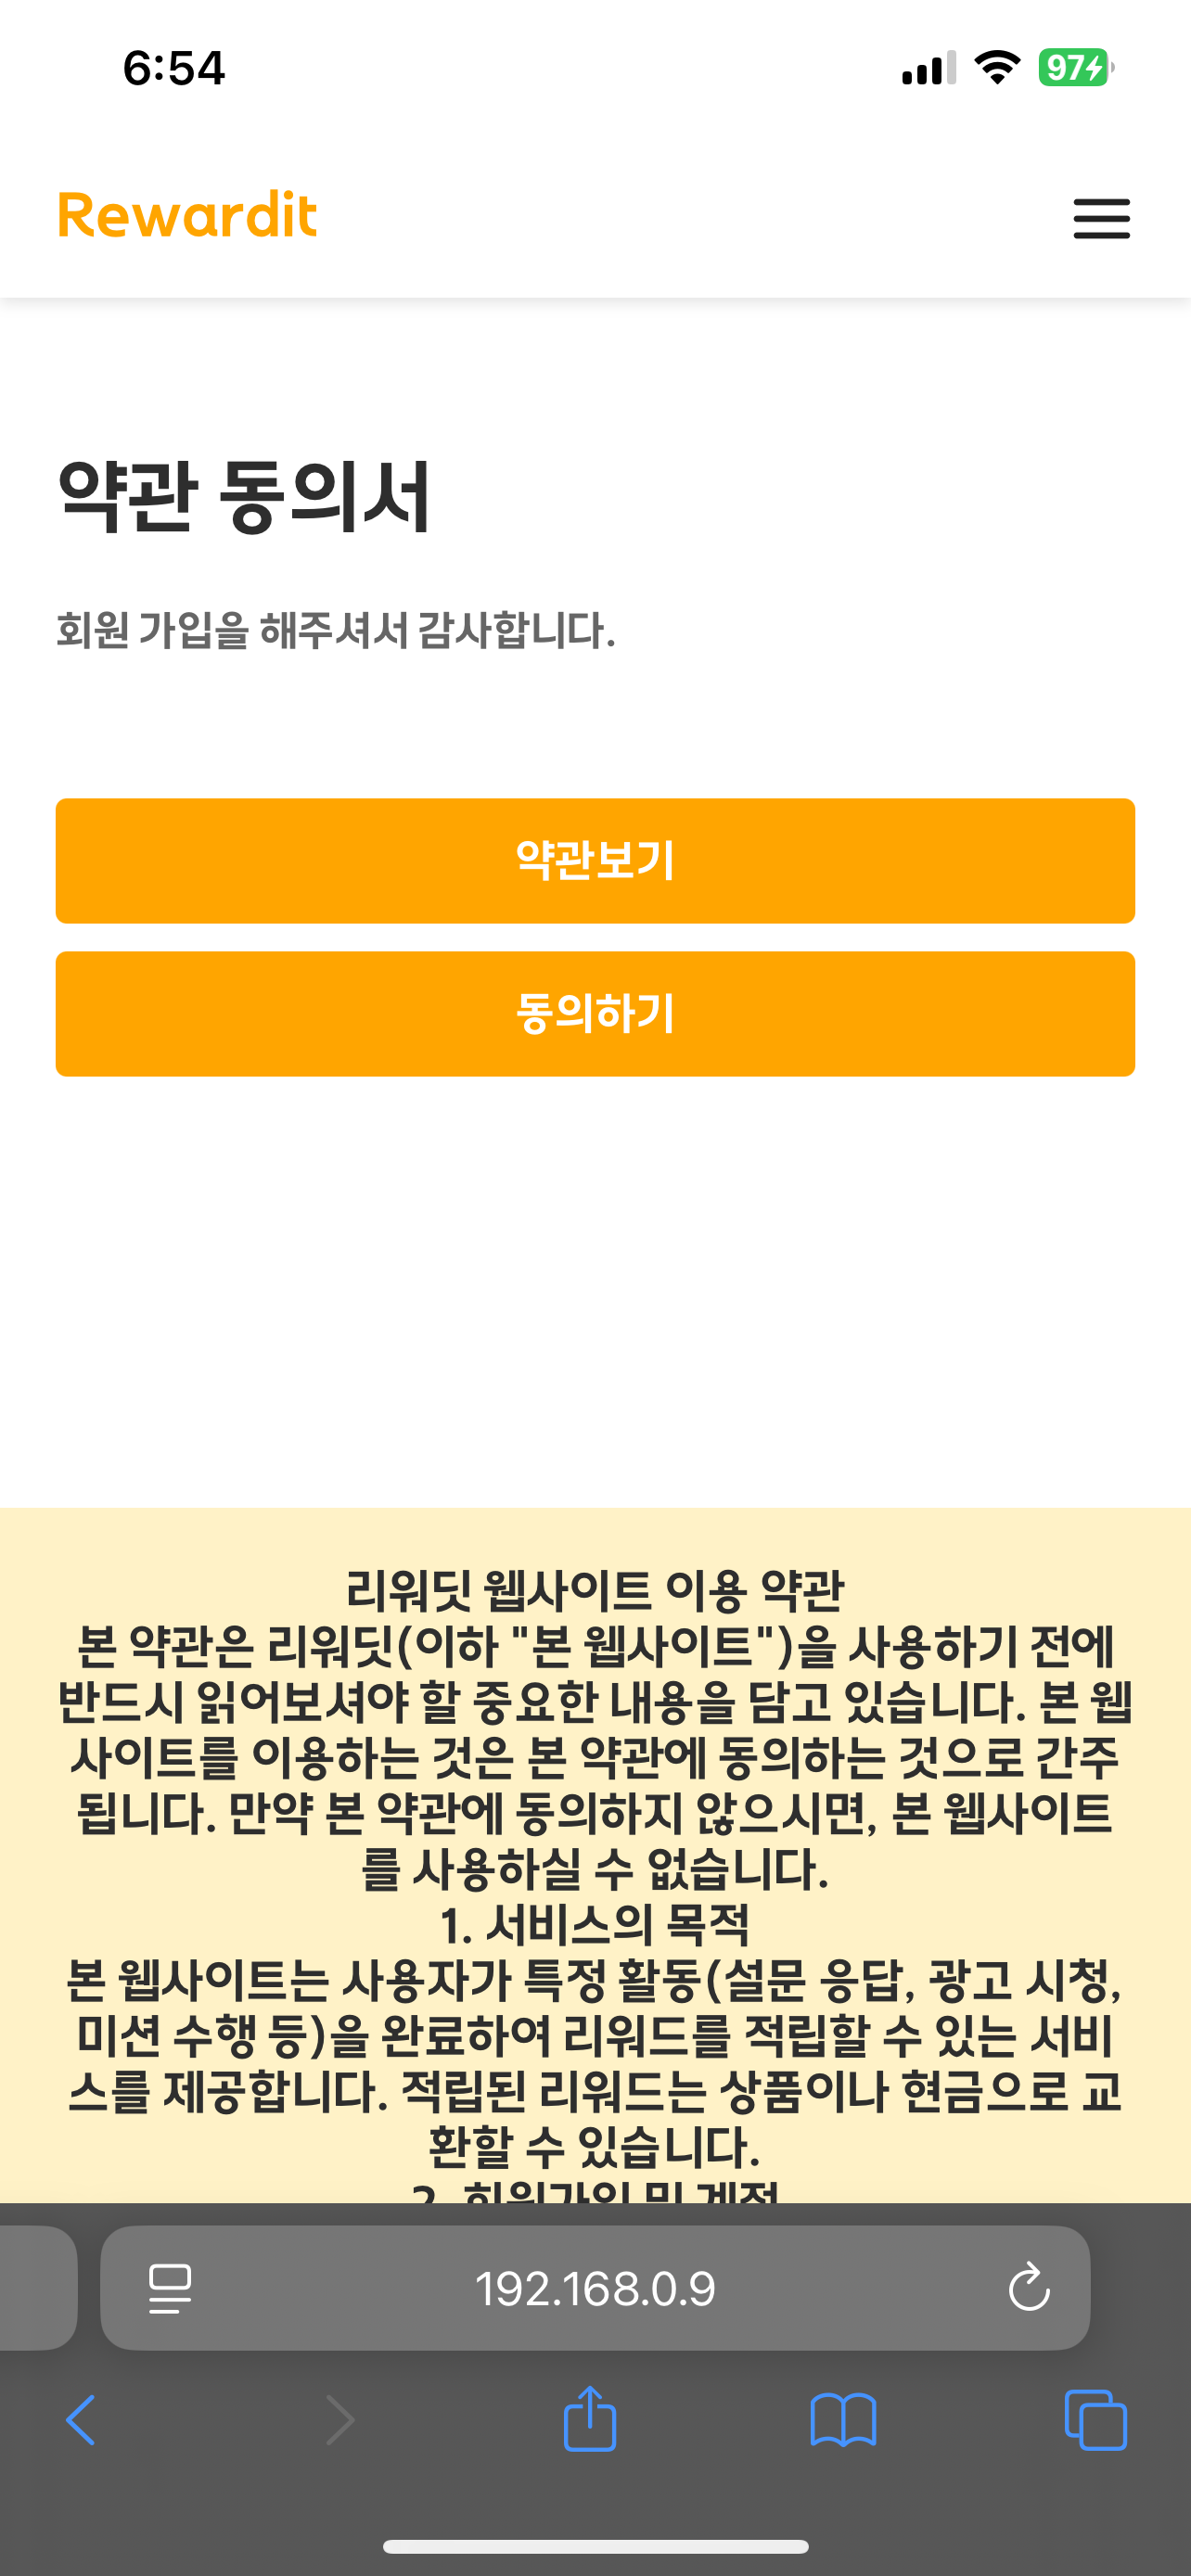 6:54
97
Rewardit
약관 동의서
회원 가입을 해주셔서 감사합니다.
약관보기
동의하기
리워딧 웹사이트 이용 약관
본 약관은 리워딧(이하 "본 웹사이트")을 사용하기 전에
반드시 읽어보셔야 할 중요한 내용을 담고 있습니다. 본 웹
사이트를 이용하는 것은 본 약관에 동의하는 것으로 간주
됩니다. 만약 본 약관에 동의하지 않으시면, 본 웹사이트
를 사용하실 수 없습니다.
1. 서비스의 목적
본 웹사이트는 사용자가 특정 활동(설문 응답, 광고 시청,
미션 수행 등)을 완료하여 리워드를 적립할 수 있는 서비
스를 제공합니다. 적립된 리워드는 상품이나 현금으로 교
환할 수 있습니다.
2. 회원가입 및 계정
192.168.0.9